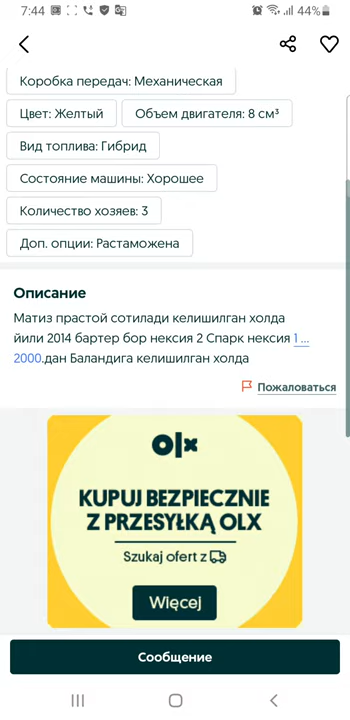 7:44 44%
Коробка передач: Механическая
Цвет: Желтый Объем двигателя: 8 см³
Вид топлива: Гибрид
Состояние машины: Хорошее
Количество хозяев: 3
Доп. опции: Растаможена
Описание
Матиз прастой сотилади келишилган холда
йили 2014 бартер бор нексия 2 Спарк нексия 1 ...
2000.дан Баландига келишилган холда
Пожаловаться
olx
KUPUJ BEZPIECZNIE
Z PRZESYŁKĄ OLX
Szukaj ofert z
Więcej
Сообщение